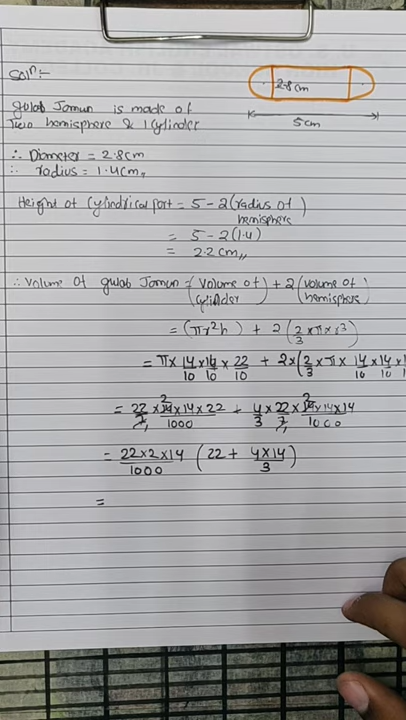 Solⁿ:-
2.8cm
5cm
gulab Jamun is made of
Two hemisphere & 1 cylinder
∴ Diameter = 2.8cm
∴ radius = 1.4cm,,
Height of Cylindrical part = 5 - 2(radius of hemisphere)
= 5 - 2(1.4)
= 2.2cm,,
∴ Volume of gulab Jamun = (volume of cylinder) + 2(volume of hemisphere)
= (πr²h) + 2(2/3 × π × r³)
= π × 14/10 × 14/10 × 22/10 + 2 × (2/3 × π × 14/10 × 14/10 × 1
= 22/7 × 14 × 14 × 22/1000 + 4/3 × 22/7 × 14 × 14 × 14/1000
= 22×2×14/1000 (22 + 4×14/3)
=